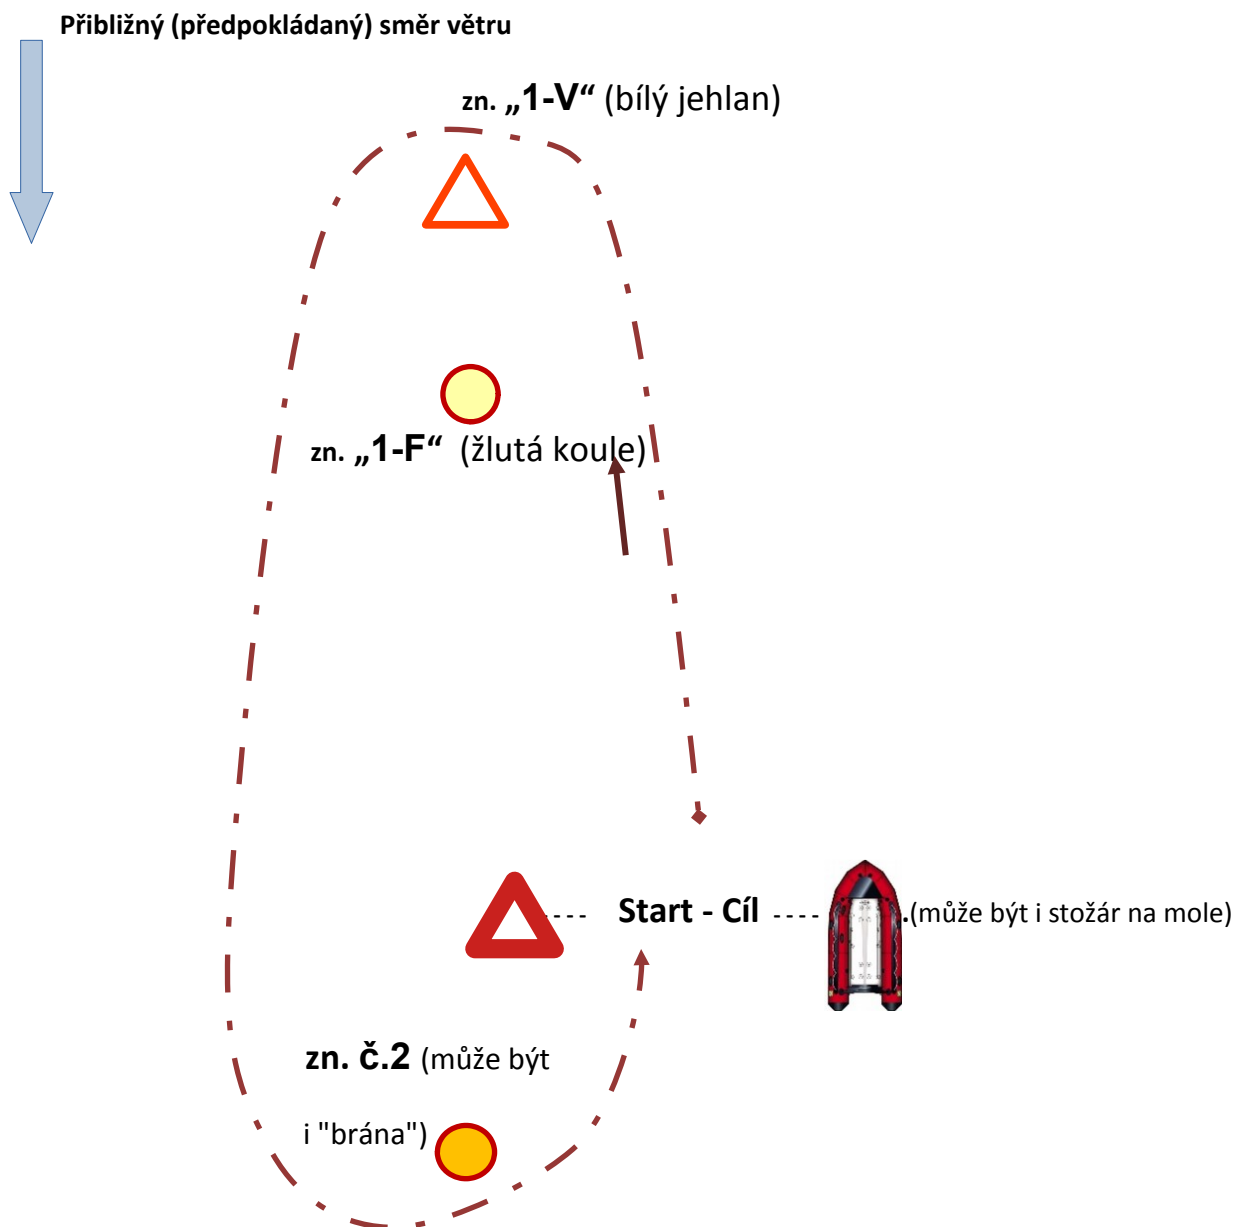 Přibližný (předpokládaný) směr větru
zn. „1-V“ (bílý jehlan)
zn. „1-F“ (žlutá koule)
Start - Cíl
.(může být i stožár na mole)
zn. č.2 (může být
i "brána")